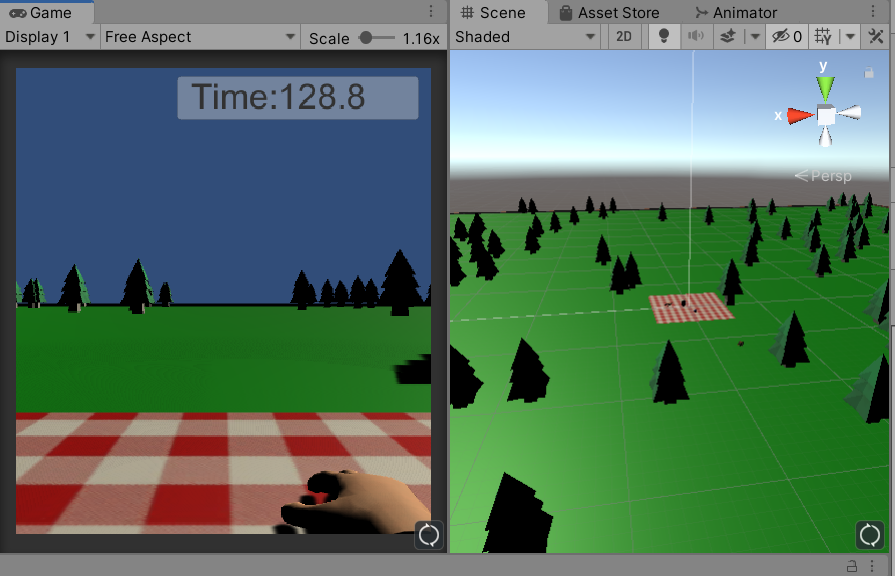 Game
Scene
Asset Store
Animator
Display 1
Free Aspect
Scale
1.16x
Shaded
2D
0
Time:128.8
y
x
Persp